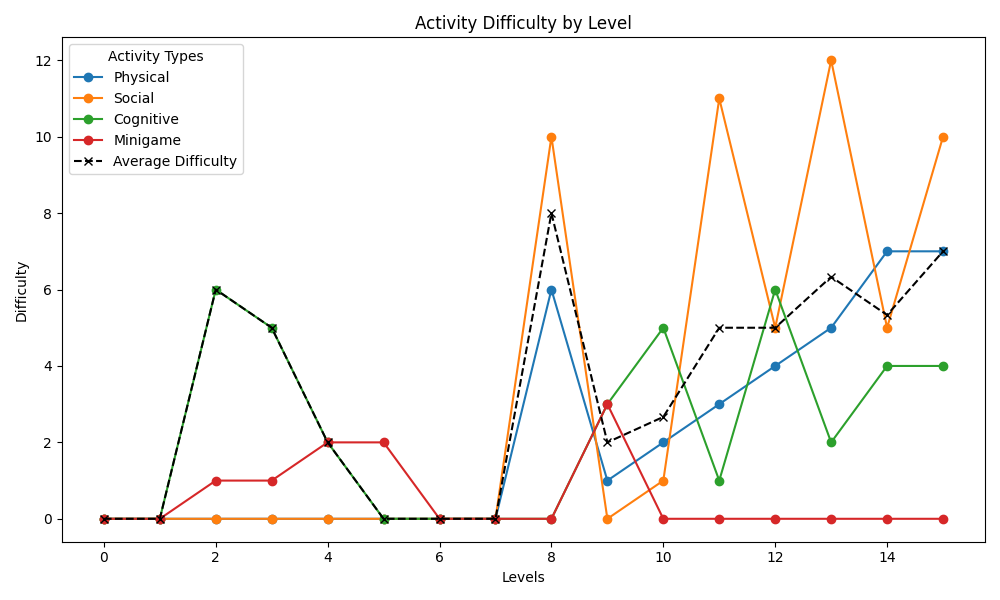 Activity Difficulty by Level
Activity Types
Physical
Social
Cognitive
Minigame
Average Difficulty
Difficulty
12
10
8
6
4
2
0
0 2 4 6 8 10 12 14
Levels